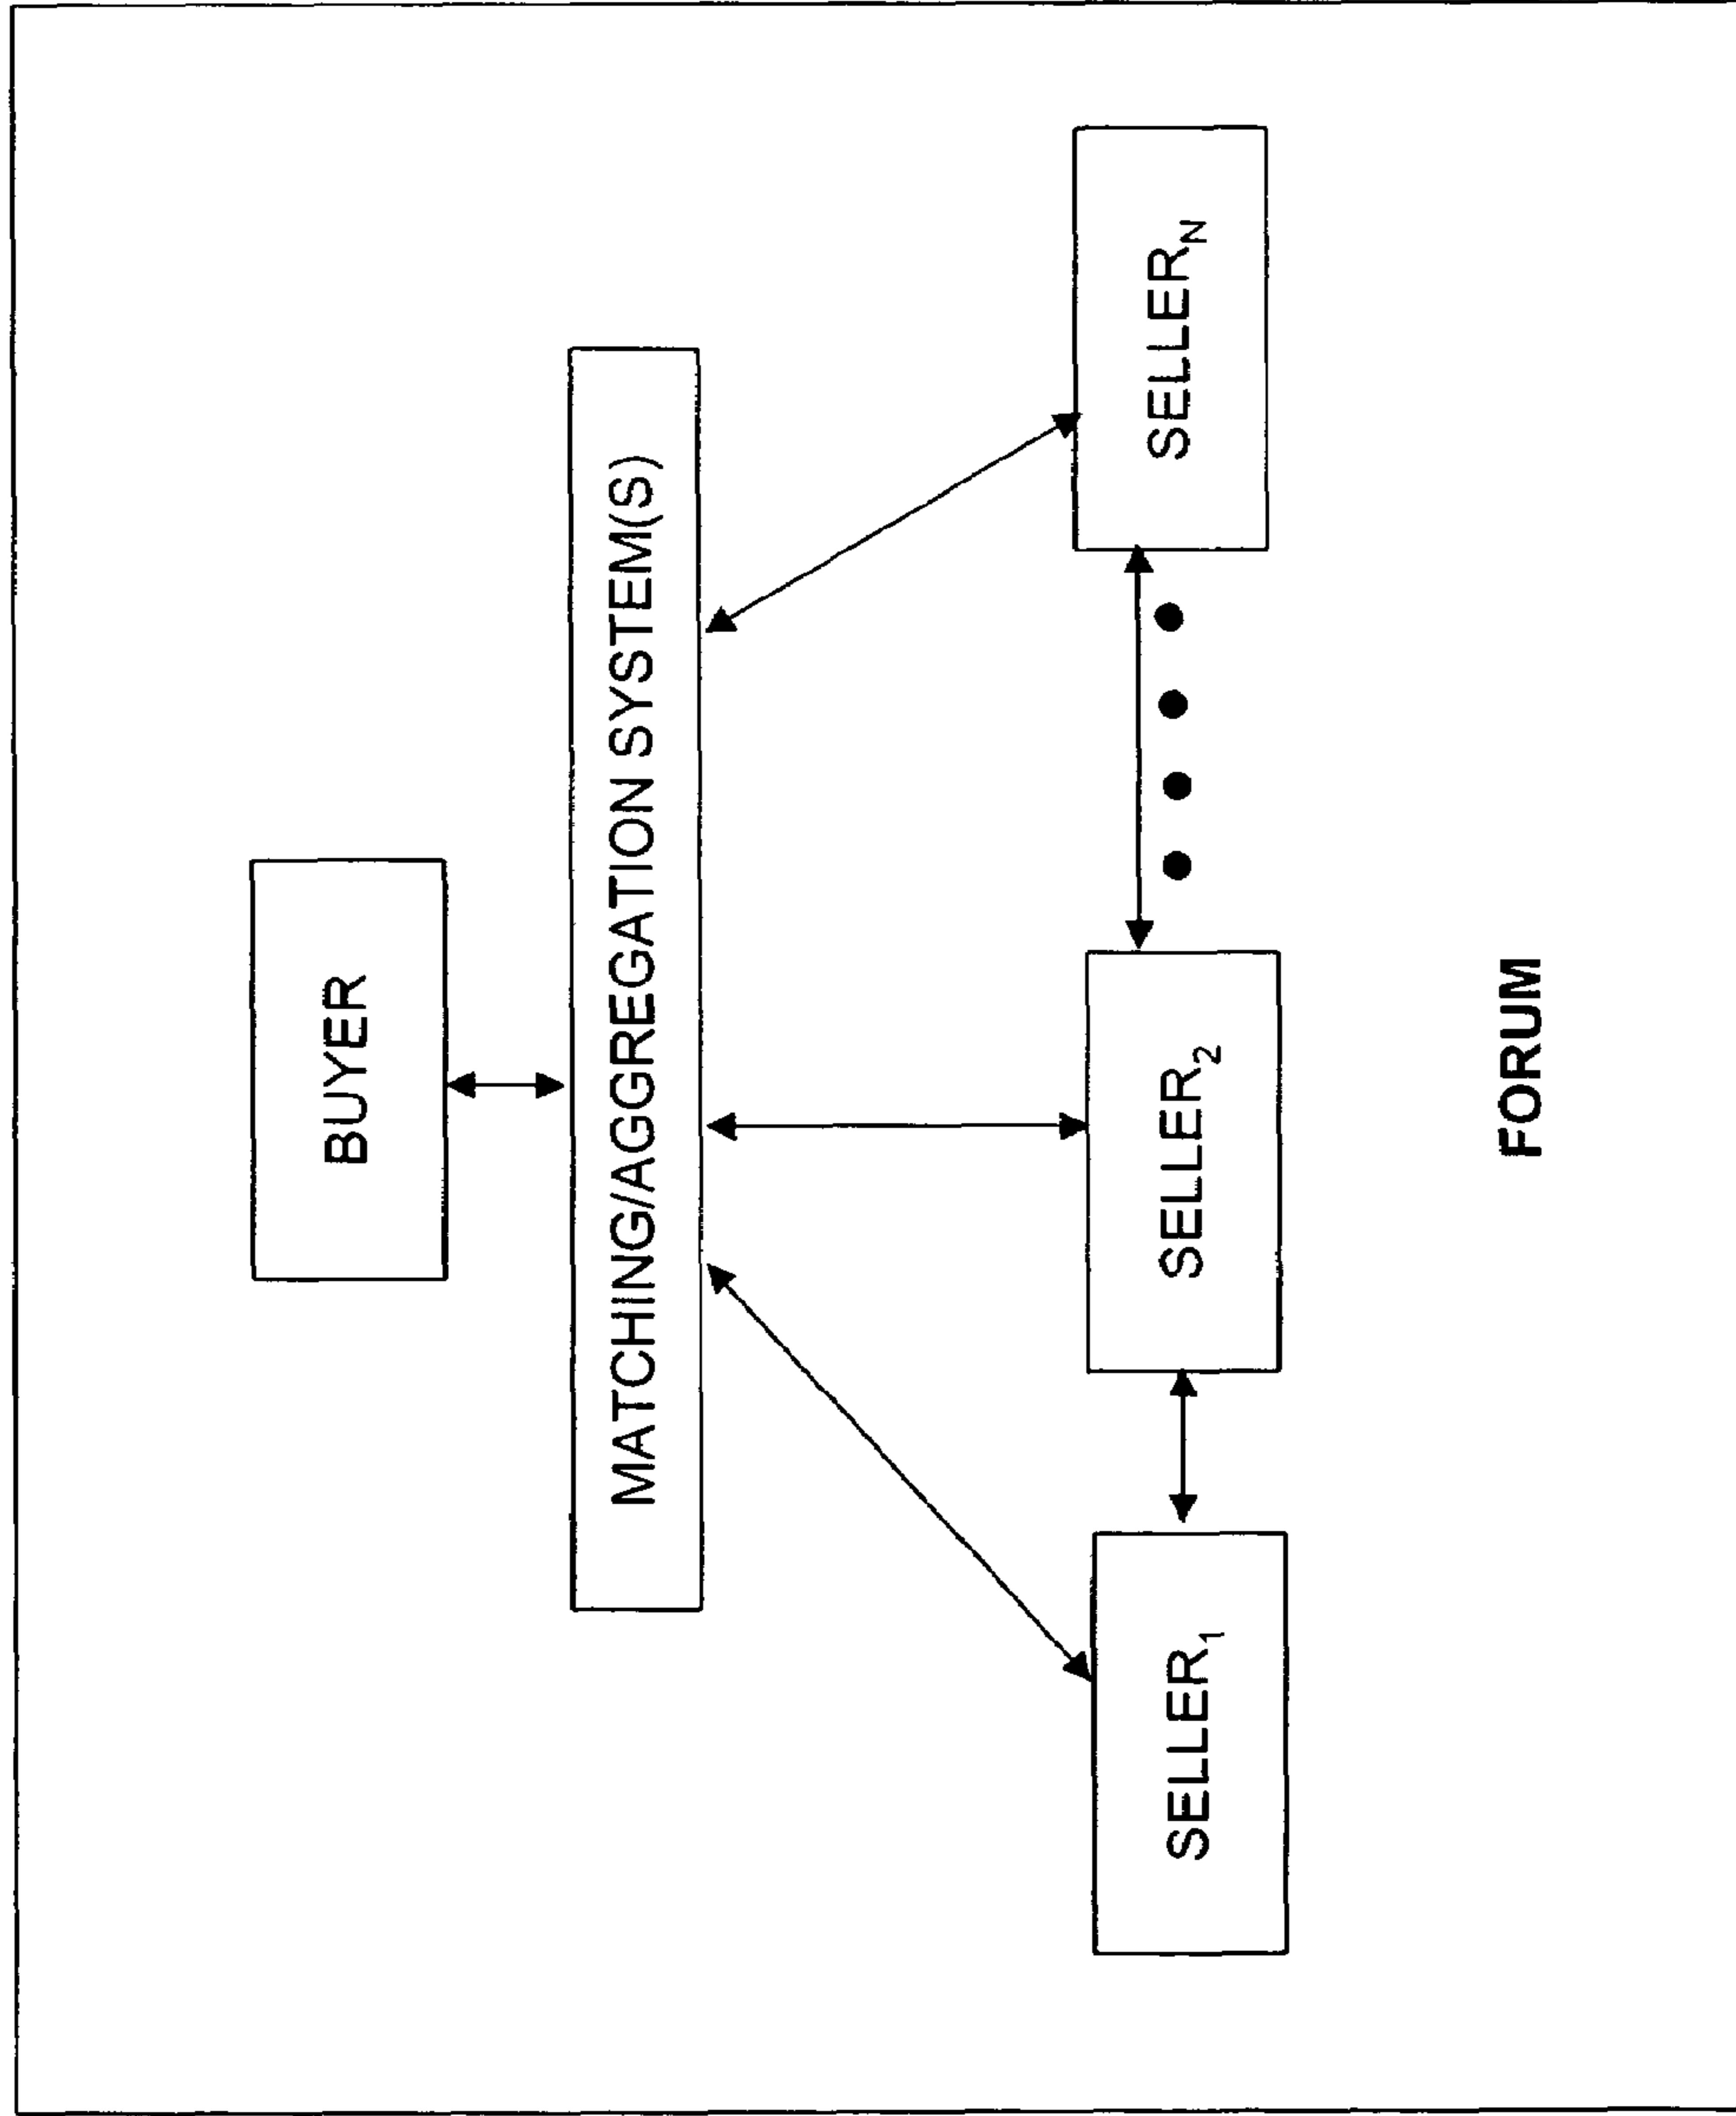 BUYER
MATCHING/AGGREGATION SYSTEM(S)
SELLER1
SELLER2
SELLERN
FORUM